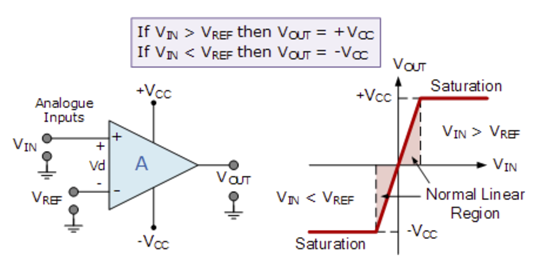 If VIN > VREF then VOUT = +VCC
If VIN < VREF then VOUT = -VCC
Analogue
Inputs
+VCC
VIN
+
+
Vd
-
-
A
VREF
VOUT
-VCC
VOUT
+VCC
Saturation
VIN > VREF
VIN
VIN < VREF
Normal Linear
Region
-VCC
Saturation